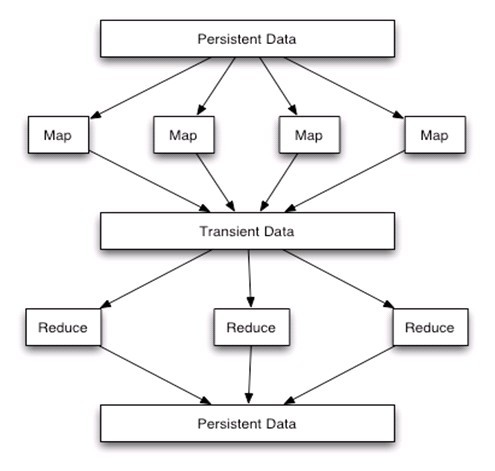 Persistent Data
Map
Map
Map
Map
Transient Data
Reduce
Reduce
Reduce
Persistent Data